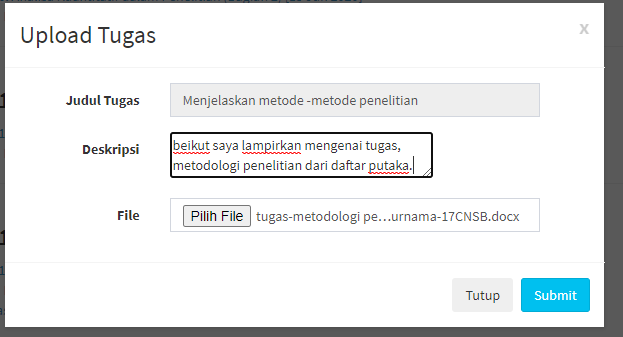 Upload Tugas
x
Judul Tugas
Menjelaskan metode -metode penelitian
Deskripsi
beikut saya lampirkan mengenai tugas,
metodologi penelitian dari daftar putaka.
File
Pilih File
tugas-metodologi pe...urnama-17CNSB.docx
Tutup
Submit